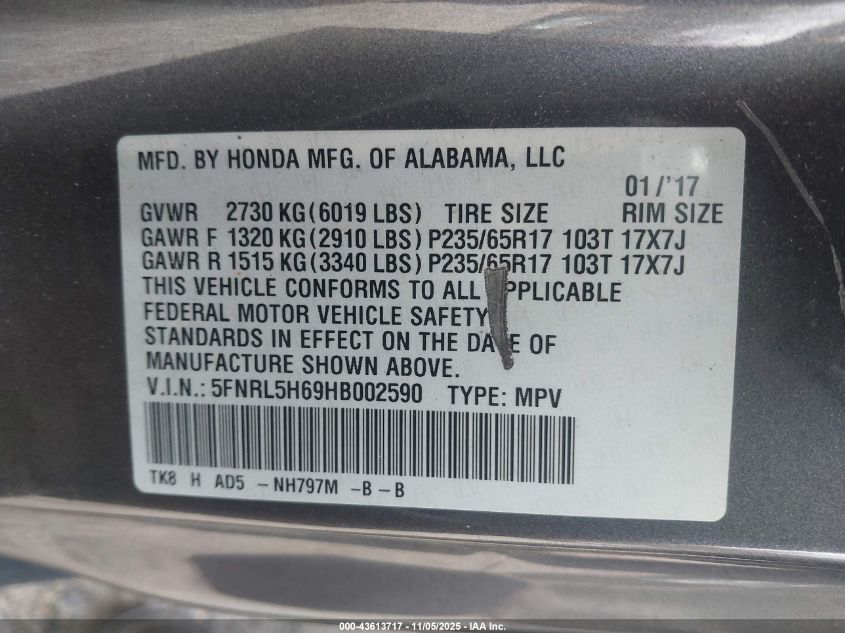 MFD. BY HONDA MFG. OF ALABAMA, LLC
01/'17
GVWR 2730 KG(6019 LBS) TIRE SIZE RIM SIZE
GAWR F 1320 KG(2910 LBS) P235/65R17 103T 17X7J
GAWR R 1515 KG(3340 LBS) P235/65R17 103T 17X7J
THIS VEHICLE CONFORMS TO ALL PPLICABLE
FEDERAL MOTOR VEHICLE SAFETY
STANDARDS IN EFFECT ON THE DATE OF
MANUFACTURE SHOWN ABOVE.
V.I.N.: 5FNRL5H69HB002590 TYPE: MPV
TK8 H AD5 -NH797M -B-B
000-43613717 - 11/05/2025 - IAA Inc.